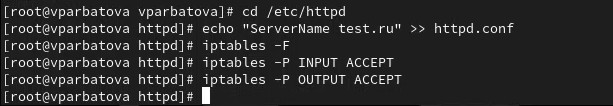 [root@vparbatova vparbatova]# cd /etc/httpd
[root@vparbatova httpd]# echo "ServerName test.ru" >> httpd.conf
[root@vparbatova httpd]# iptables -F
[root@vparbatova httpd]# iptables -P INPUT ACCEPT
[root@vparbatova httpd]# iptables -P OUTPUT ACCEPT
[root@vparbatova httpd]#